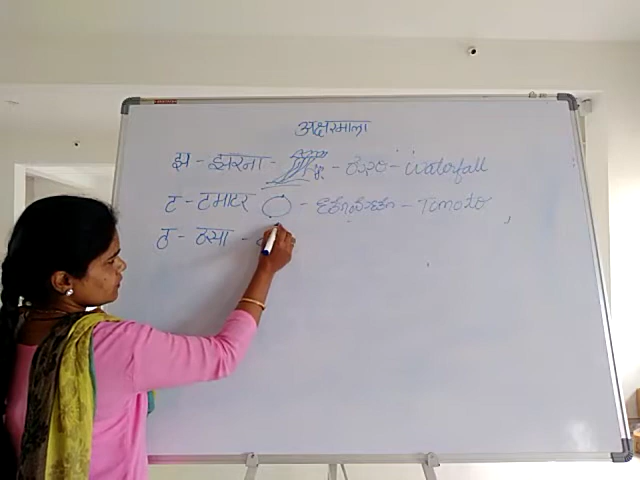 अक्षरमाला
झ - झरना - - waterfall
ट - टमाटर - - Tomoto
ठ - ठसा -